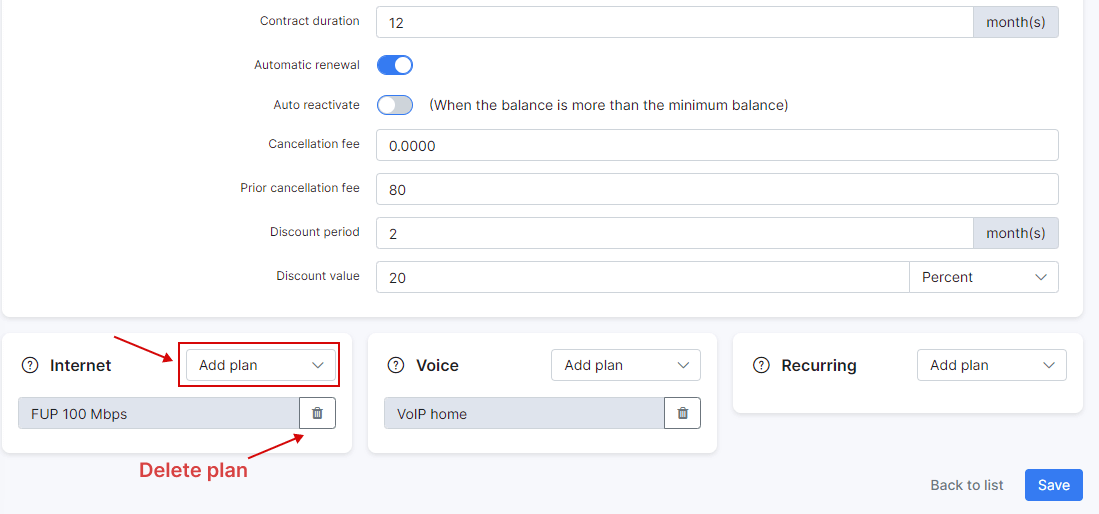 Contract duration 12 month(s)
Automatic renewal
Auto reactivate (When the balance is more than the minimum balance)
Cancellation fee 0.0000
Prior cancellation fee 80
Discount period 2 month(s)
Discount value 20 Percent
? Internet Add plan ? Voice Add plan ? Recurring Add plan
FUP 100 Mbps VoIP home
Delete plan
Back to list Save